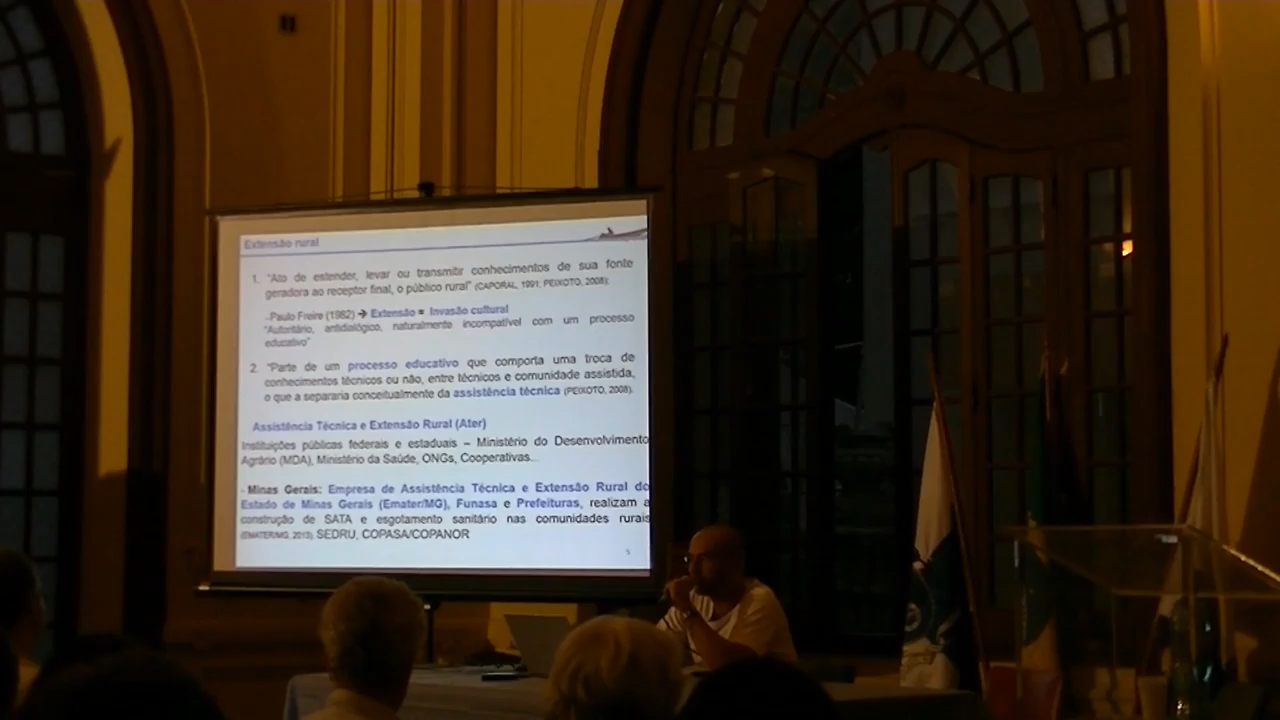 Extensão rural
1. "Ato de estender, levar ou transmitir conhecimentos de sua fonte
geradora ao receptor final, o público rural" (CAPORAL, 1991; PEIXOTO, 2008);
- Paulo Freire (1982) → Extensão = Invasão cultural
"Autoritário, antidialógico, naturalmente incompatível com um processo
educativo"
2. "Parte de um processo educativo que comporta uma troca de
conhecimentos técnicos ou não, entre técnicos e comunidade assistida,
o que a separaria conceitualmente da assistência técnica (PEIXOTO, 2008).
Assistência Técnica e Extensão Rural (Ater)
Instituições públicas federais e estaduais – Ministério do Desenvolvimento
Agrário (MDA), Ministério da Saúde, ONGs, Cooperativas...
- Minas Gerais: Empresa de Assistência Técnica e Extensão Rural do
Estado de Minas Gerais (Emater/MG), Funasa e Prefeituras, realizam a
construção de SATA e esgotamento sanitário nas comunidades rurais
(EMATER/MG, 2013). SEDRU, COPASA/COPANOR
5